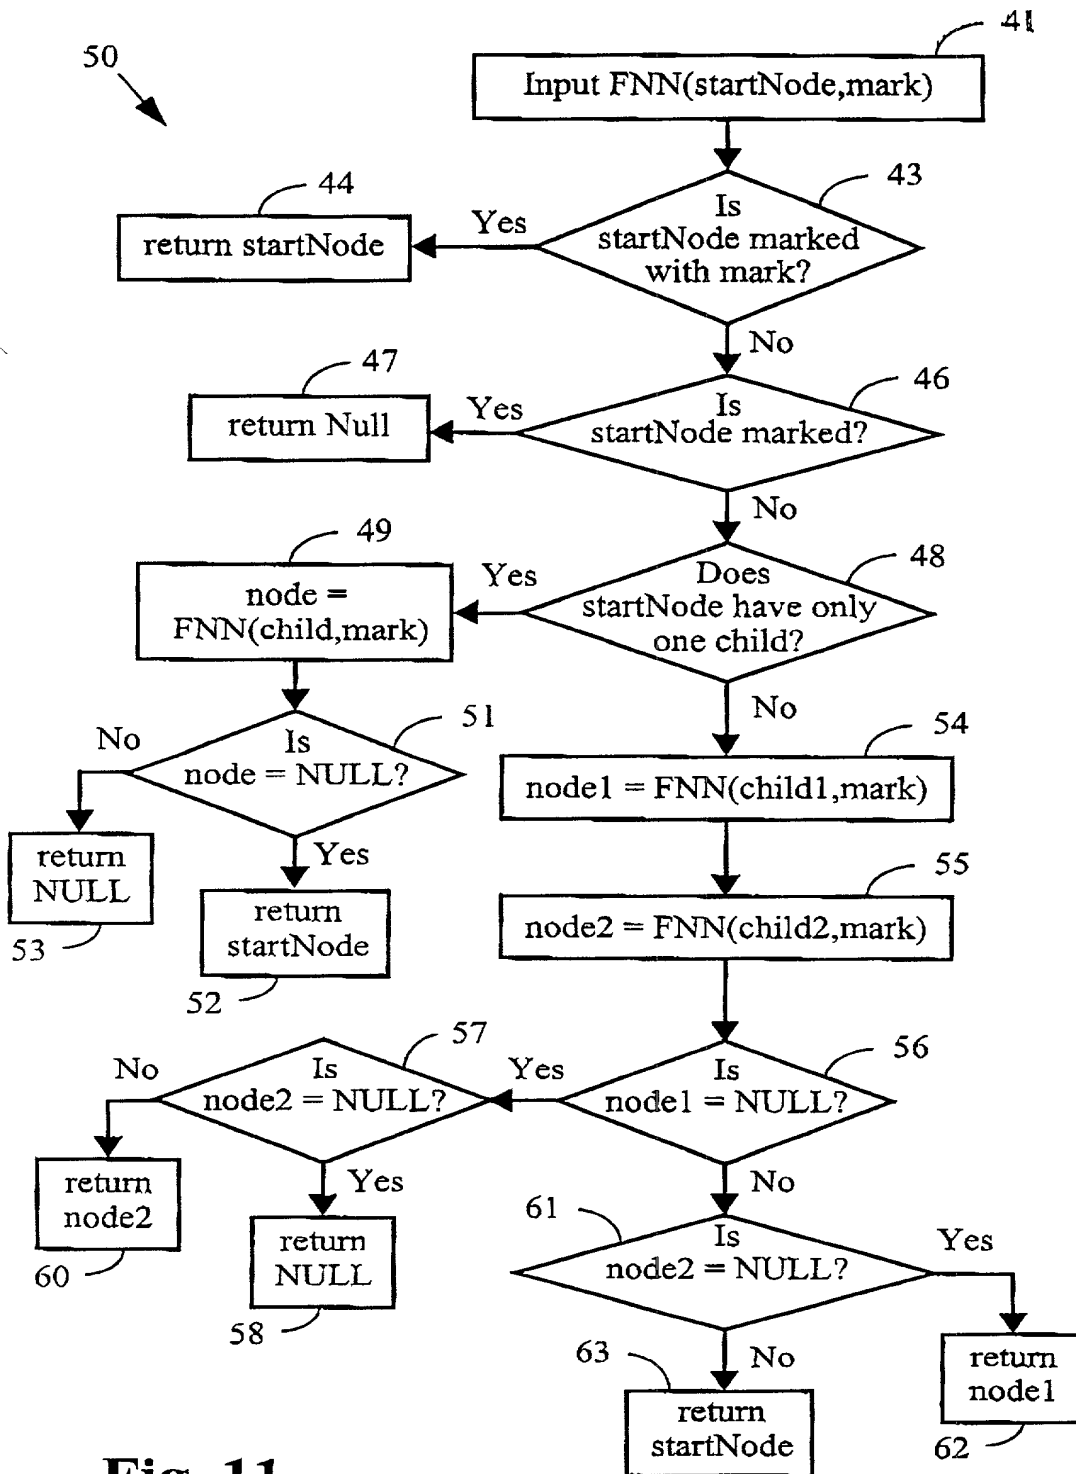 41
50
Input FNN(startNode,mark)
43
44
Is
startNode marked
with mark?
Yes
return startNode
No
47
46
Is
startNode marked?
Yes
return Null
No
49
48
Does
startNode have only
one child?
Yes
node =
FNN(child,mark)
No
51
54
Is
node = NULL?
No
node1 = FNN(child1,mark)
return
NULL
53
Yes
return
startNode
52
55
node2 = FNN(child2,mark)
57
56
Is
node1 = NULL?
Yes
Is
node2 = NULL?
No
return
node2
60
Yes
return
NULL
58
No
61
Is
node2 = NULL?
Yes
return
node1
62
No
63
return
startNode
Fig. 11